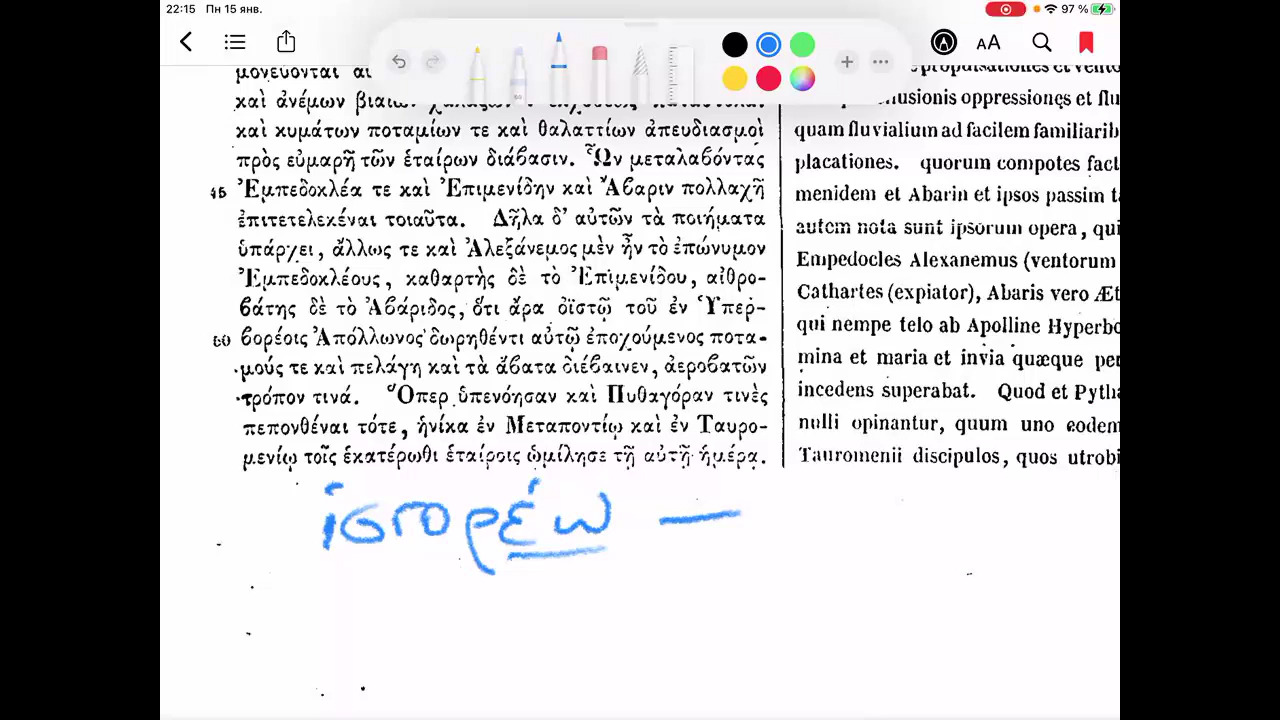 22:15 Пн 15 янв.
97 %
AA
καὶ ἀνέμων βιαίων
καὶ κυμάτων ποταμίων τε καὶ θαλαττίων ἀπευδιασμοὶ
πρὸς εὐμαρῆ τῶν ἑταίρων διάβασιν. Ὧν μεταλαβόντας
45 Ἐμπεδοκλέα τε καὶ Ἐπιμενίδην καὶ Ἄβαριν πολλαχῆ
ἐπιτετελεκέναι τοιαῦτα. Δῆλα δ’ αὐτῶν τὰ ποιήματα
ὑπάρχει, ἄλλως τε καὶ Ἀλεξάνεμος μὲν ἦν τὸ ἐπώνυμον
Ἐμπεδοκλέους, καθαρτὴς δὲ τὸ Ἐπιμενίδου, αἰθρο-
βάτης δὲ τὸ Ἀβάριδος, ὅτι ἄρα ὀϊστῷ τοῦ ἐν Ὑπερ-
50 βορέοις Ἀπόλλωνος δωρηθέντι αὐτῷ ἐποχούμενος ποτα-
μούς τε καὶ πελάγη καὶ τὰ ἄβατα διέβαινεν, ἀεροβατῶν
τρόπον τινά. Ὅπερ ὑπενόησαν καὶ Πυθαγόραν τινὲς
πεπονθέναι τότε, ἡνίκα ἐν Μεταποντίῳ καὶ ἐν Ταυρο-
μενίῳ τοῖς ἑκατέρωθι ἑταίροις ὡμίλησε τῇ αὐτῇ ἡμέρᾳ.
oppressiones et flu
quam fluvialium ad facilem familiarib
placationes. quorum compotes fact
menidem et Abarin et ipsos passim ta
autem nota sunt ipsorum opera, qui
Empedocles Alexanemus (ventorum
Cathartes (expiator), Abaris vero Æt
qui nempe telo ab Apolline Hyperbo
mina et maria et invia quæque per
incedens superabat. Quod et Pytha
nulli opinantur, quum uno eodem
Tauromenii discipulos, quos utrobi
ἱστορέω —